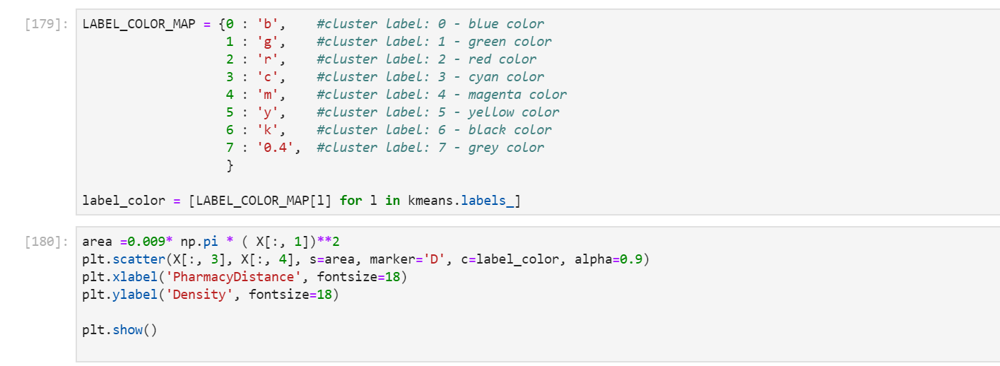 [179]: LABEL_COLOR_MAP = {0 : 'b',    #cluster label: 0 - blue color
                   1 : 'g',    #cluster label: 1 - green color
                   2 : 'r',    #cluster label: 2 - red color
                   3 : 'c',    #cluster label: 3 - cyan color
                   4 : 'm',    #cluster label: 4 - magenta color
                   5 : 'y',    #cluster label: 5 - yellow color
                   6 : 'k',    #cluster label: 6 - black color
                   7 : '0.4',  #cluster label: 7 - grey color
                   }
label_color = [LABEL_COLOR_MAP[l] for l in kmeans.labels_]
[180]: area =0.009* np.pi * ( X[:, 1])**2
plt.scatter(X[:, 3], X[:, 4], s=area, marker='D', c=label_color, alpha=0.9)
plt.xlabel('PharmacyDistance', fontsize=18)
plt.ylabel('Density', fontsize=18)
plt.show()